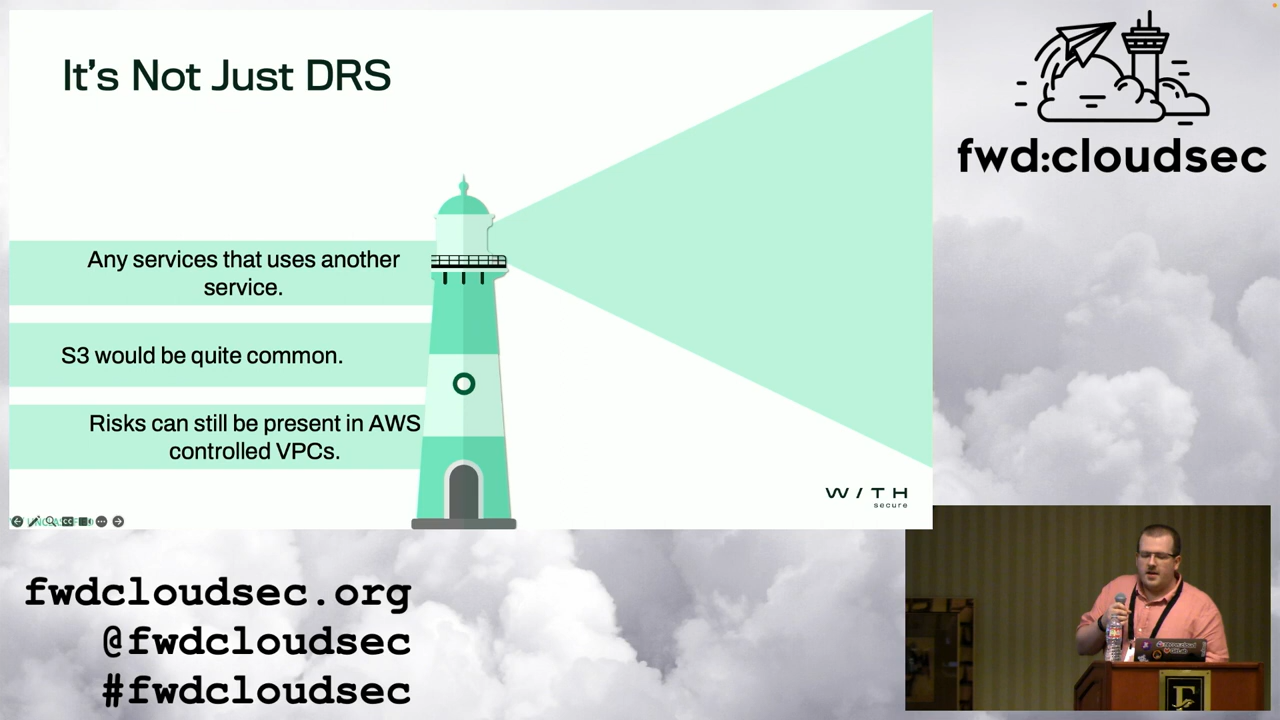 It's Not Just DRS
Any services that uses another
service.
S3 would be quite common.
Risks can still be present in AWS
controlled VPCs.
W/TH
secure
fwd:cloudsec
fwdcloudsec.org
@fwdcloudsec
#fwdcloudsec
F